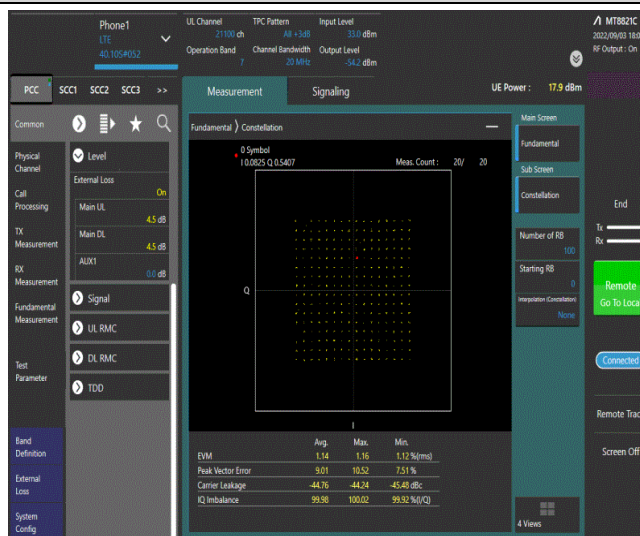 Phone1
LTE
40.105#052
UL Channel
21100 ch
TPC Pattern
All +3dB
Input Level
33.0 dBm
Operation Band
7
Channel Bandwidth
20 MHz
Output Level
-54.2 dBm
MT8821C
2022/09/03 18:0
RF Output : On
PCC SCC1 SCC2 SCC3 >>
Measurement
Signaling
UE Power : 17.9 dBm
Common
Physical
Channel
Call
Processing
TX
Measurement
RX
Measurement
Fundamental
Measurement
Test
Parameter
Band
Definition
External
Loss
System
Config
Level
External Loss
On
Main UL
4.5 dB
Main DL
4.5 dB
AUX1
0.0 dB
Signal
UL RMC
DL RMC
TDD
Fundamental 〉 Constellation
0 Symbol
I 0.0825 Q 0.5407
Meas. Count : 20/ 20
Q
I
Avg. Max. Min.
EVM 1.14 1.16 1.12 %(rms)
Peak Vector Error 9.01 10.52 7.51 %
Carrier Leakage -44.76 -44.24 -45.48 dBc
IQ Imbalance 99.98 100.02 99.92 %(I/Q)
Main Screen
Fundamental
Sub Screen
Constellation
Number of RB
100
Starting RB
0
Interpolation (Constellation)
None
4 Views
End
Tx
Rx
Remote
Go To Loca
Connected
Remote Trac
Screen Off